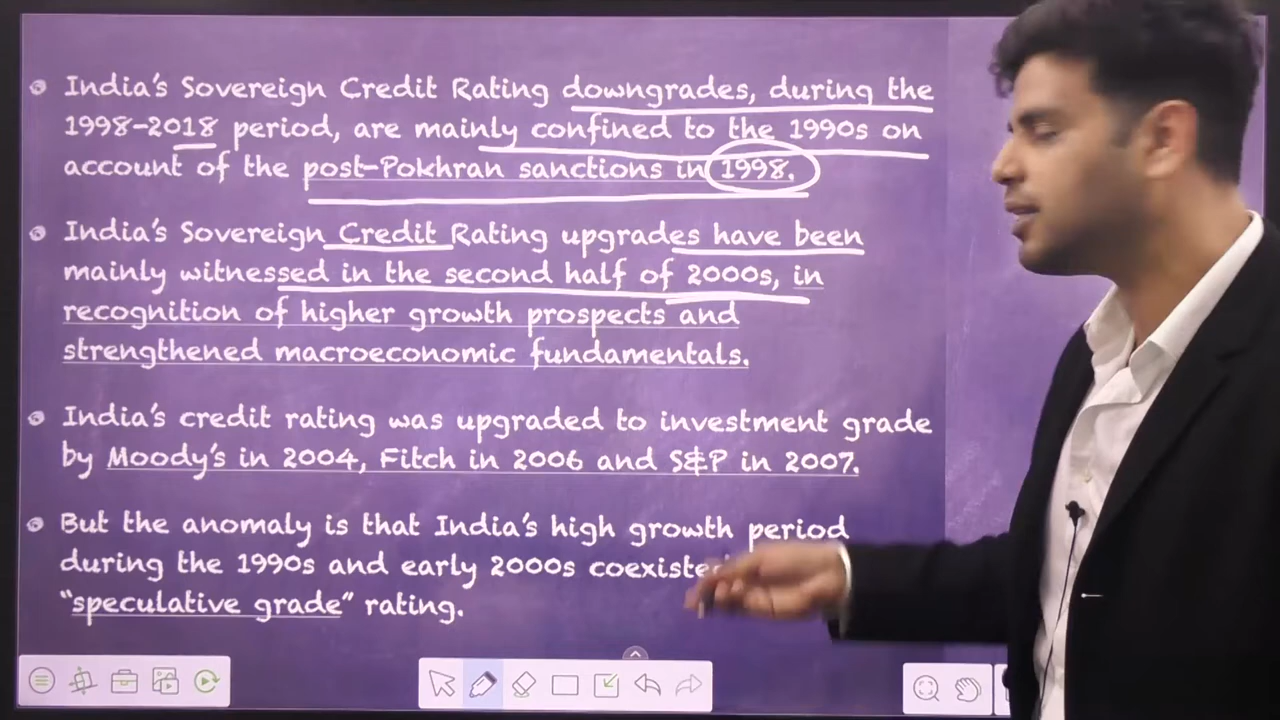 India's Sovereign Credit Rating downgrades, during the
1998-2018 period, are mainly confined to the 1990s on
account of the post-Pokhran sanctions in 1998.
India's Sovereign Credit Rating upgrades have been
mainly witnessed in the second half of 2000s, in
recognition of higher growth prospects and
strengthened macroeconomic fundamentals.
India's credit rating was upgraded to investment grade
by Moody's in 2004, Fitch in 2006 and S&P in 2007.
But the anomaly is that India's high growth period
during the 1990s and early 2000s
"speculative grade" rating.